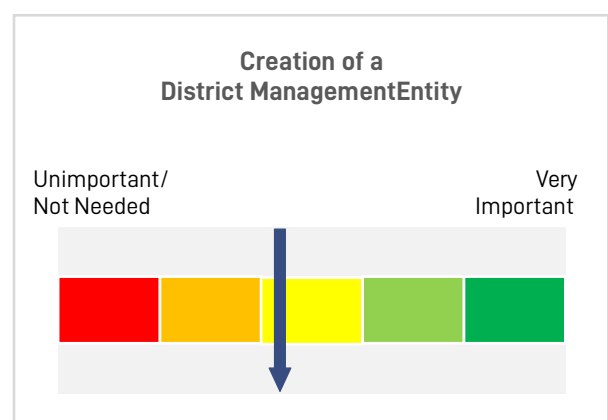 Creation of a
District ManagementEntity
Unimportant/
Not Needed
Very
Important